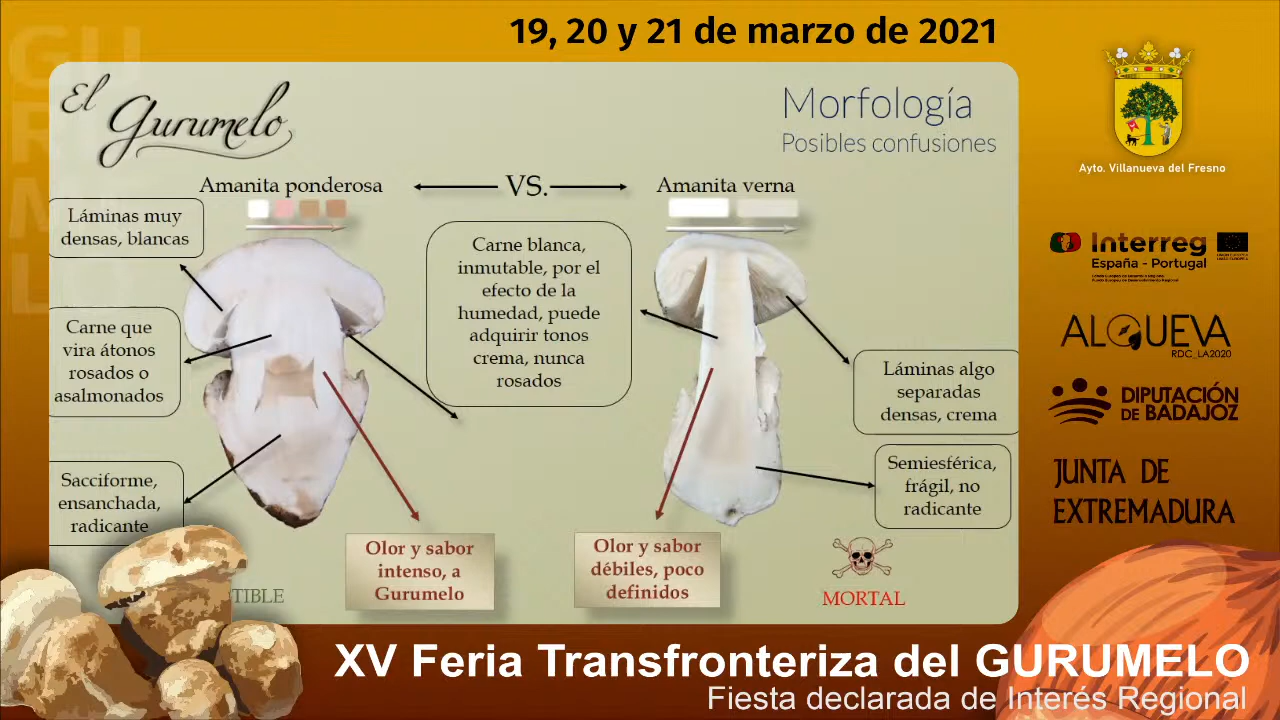 19, 20 y 21 de marzo de 2021
El
Gurumelo
Morfología
Posibles confusiones
Amanita ponderosa
VS.
Amanita verna
Láminas muy
densas, blancas
Carne que
vira átonos
rosados o
asalmonados
Sacciforme,
ensanchada,
radicante
Carne blanca,
inmutable, por el
efecto de la
humedad, puede
adquirir tonos
crema, nunca
rosados
Láminas algo
separadas
densas, crema
Semiesférica,
frágil, no
radicante
Olor y sabor
intenso, a
Gurumelo
Olor y sabor
débiles, poco
definidos
TIBLE
MORTAL
Ayto. Villanueva del Fresno
Interreg
España - Portugal
ALQUEVA
RDC_LA2020
DIPUTACIÓN
DE BADAJOZ
JUNTA DE
EXTREMADURA
XV Feria Transfronteriza del GURUMELO
Fiesta declarada de Interés Regional